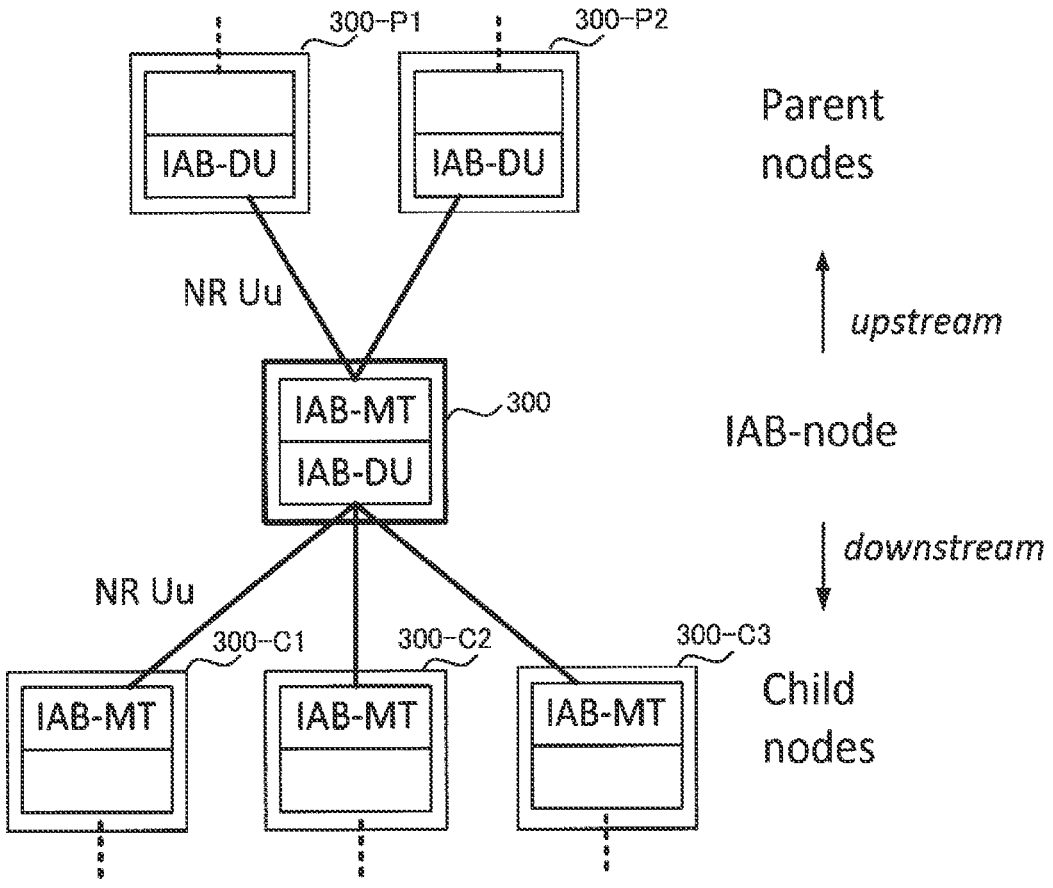 300-P1
300-P2
IAB-DU
IAB-DU
Parent
nodes
NR Uu
upstream
IAB-MT
300
IAB-DU
IAB-node
downstream
NR Uu
300-C1
300-C2
300-C3
IAB-MT
IAB-MT
IAB-MT
Child
nodes